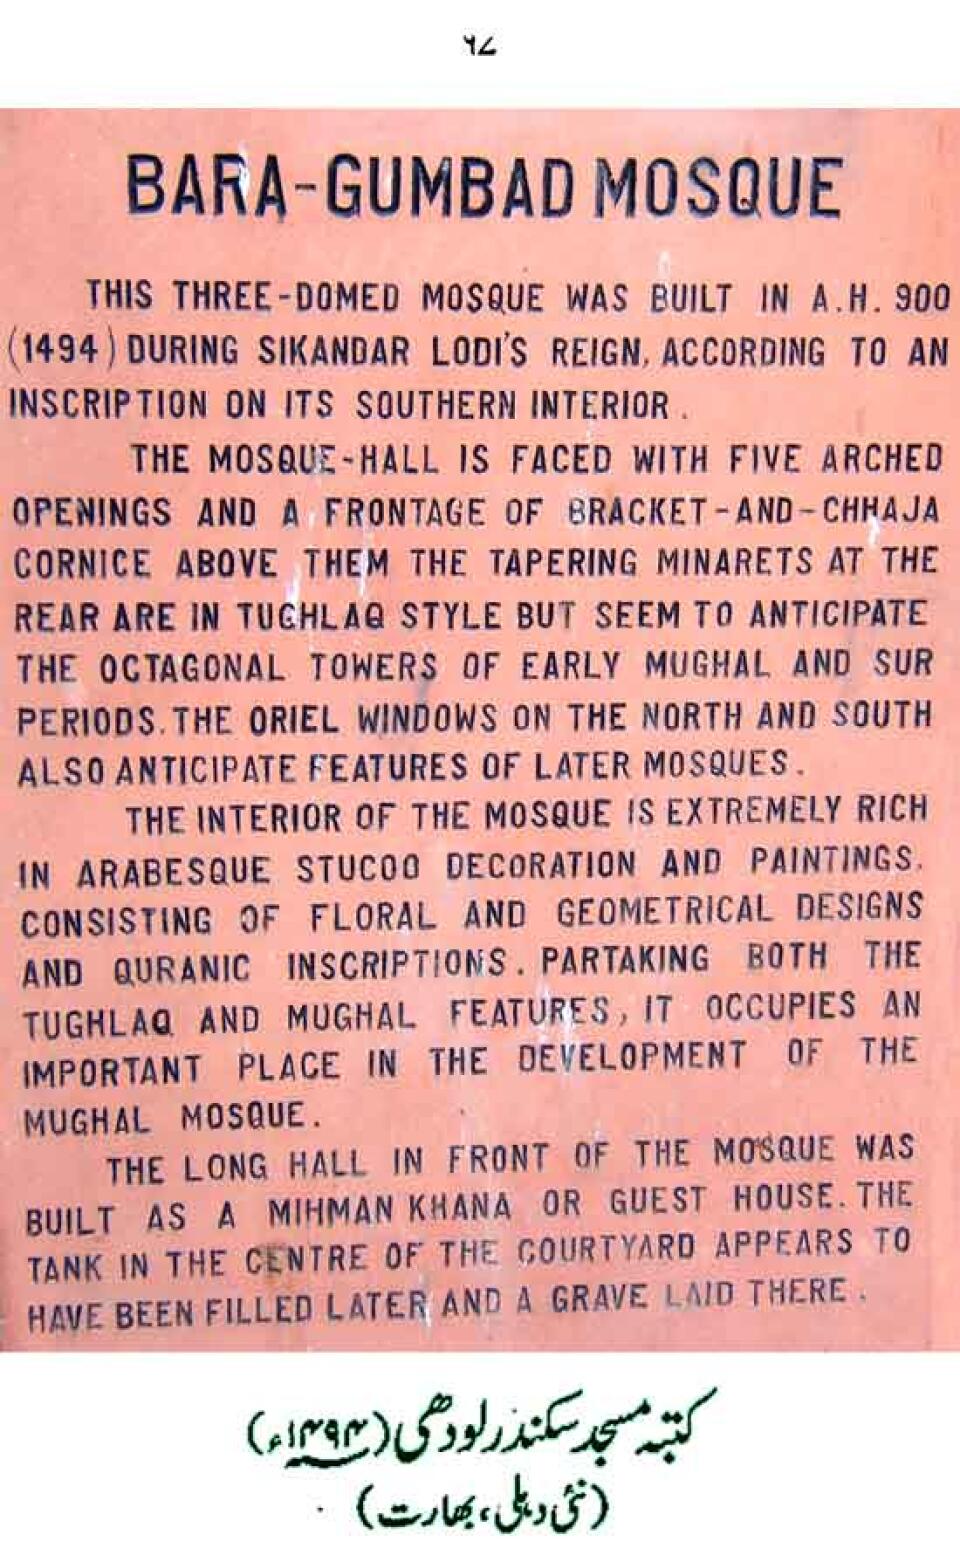 ٦٨
BARA-GUMBAD MOSQUE
THIS THREE-DOMED MOSQUE WAS BUILT IN A.H. 900
(1494) DURING SIKANDAR LODI'S REIGN, ACCORDING TO AN
INSCRIPTION ON ITS SOUTHERN INTERIOR.
THE MOSQUE-HALL IS FACED WITH FIVE ARCHED
OPENINGS AND A FRONTAGE OF BRACKET-AND-CHHAJA
CORNICE ABOVE THEM THE TAPERING MINARETS AT THE
REAR ARE IN TUGHLAQ STYLE BUT SEEM TO ANTICIPATE
THE OCTAGONAL TOWERS OF EARLY MUGHAL AND SUR
PERIODS. THE ORIEL WINDOWS ON THE NORTH AND SOUTH
ALSO ANTICIPATE FEATURES OF LATER MOSQUES.
THE INTERIOR OF THE MOSQUE IS EXTREMELY RICH
IN ARABESQUE STUCOO DECORATION AND PAINTINGS.
CONSISTING OF FLORAL AND GEOMETRICAL DESIGNS
AND QURANIC INSCRIPTIONS. PARTAKING BOTH THE
TUGHLAQ AND MUGHAL FEATURES, IT OCCUPIES AN
IMPORTANT PLACE IN THE DEVELOPMENT OF THE
MUGHAL MOSQUE.
THE LONG HALL IN FRONT OF THE MOSQUE WAS
BUILT AS A MIHMAN KHANA OR GUEST HOUSE. THE
TANK IN THE CENTRE OF THE COURTYARD APPEARS TO
HAVE BEEN FILLED LATER AND A GRAVE LAID THERE.
کتبہ مسجد سکندر لودھی (۱۴۹۴ء)
(نئی دہلی، بھارت)